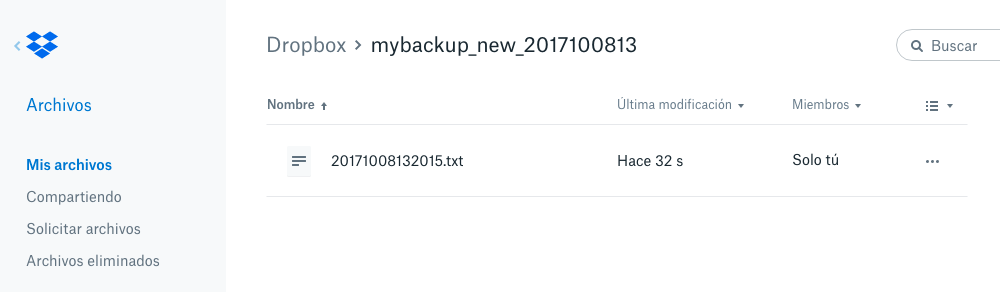 Dropbox > mybackup_new_2017100813
Buscar
Archivos
Nombre Última modificación Miembros
Mis archivos
20171008132015.txt Hace 32 s Solo tú
Compartiendo
Solicitar archivos
Archivos eliminados